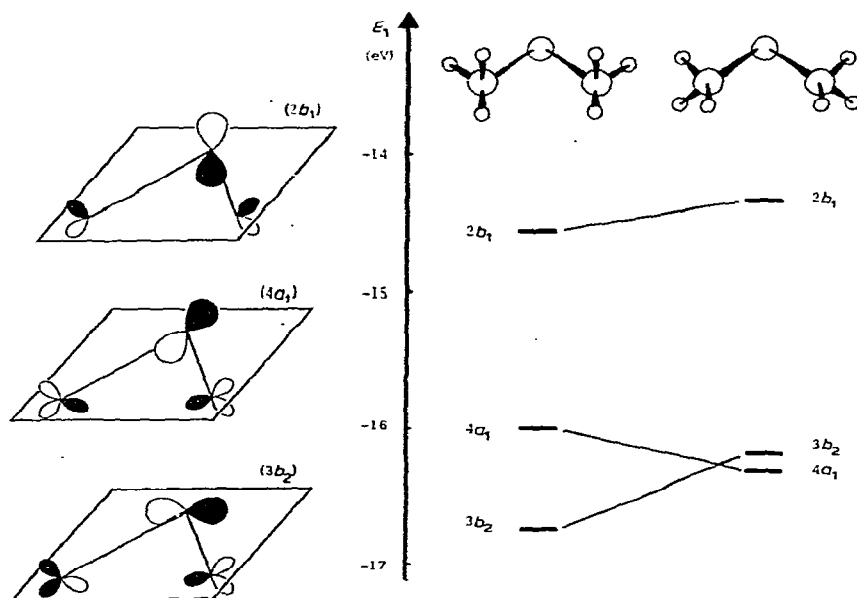 E₁
(eV)
(2b₁)
-14
2b₁
2b₁
-15
(4a₁)
-16
4a₁
3b₂
4a₁
(3b₂)
3b₂
-17